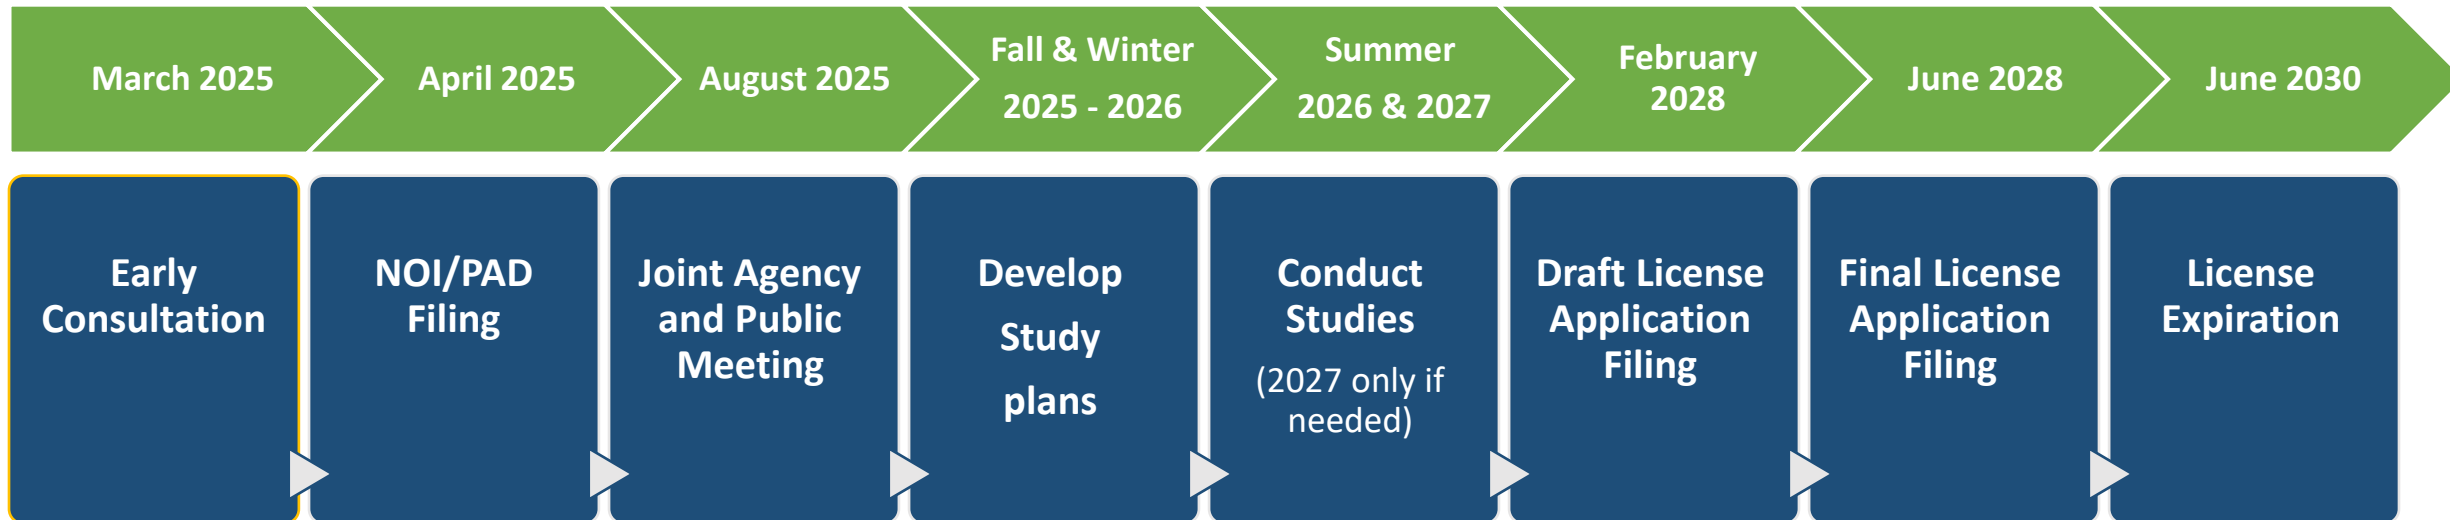 March 2025
April 2025
August 2025
Fall & Winter
2025 - 2026
Summer
2026 & 2027
February
2028
June 2028
June 2030
Early
Consultation
NOI/PAD
Filing
Joint Agency
and Public
Meeting
Develop
Study
plans
Conduct
Studies
(2027 only if
needed)
Draft License
Application
Filing
Final License
Application
Filing
License
Expiration